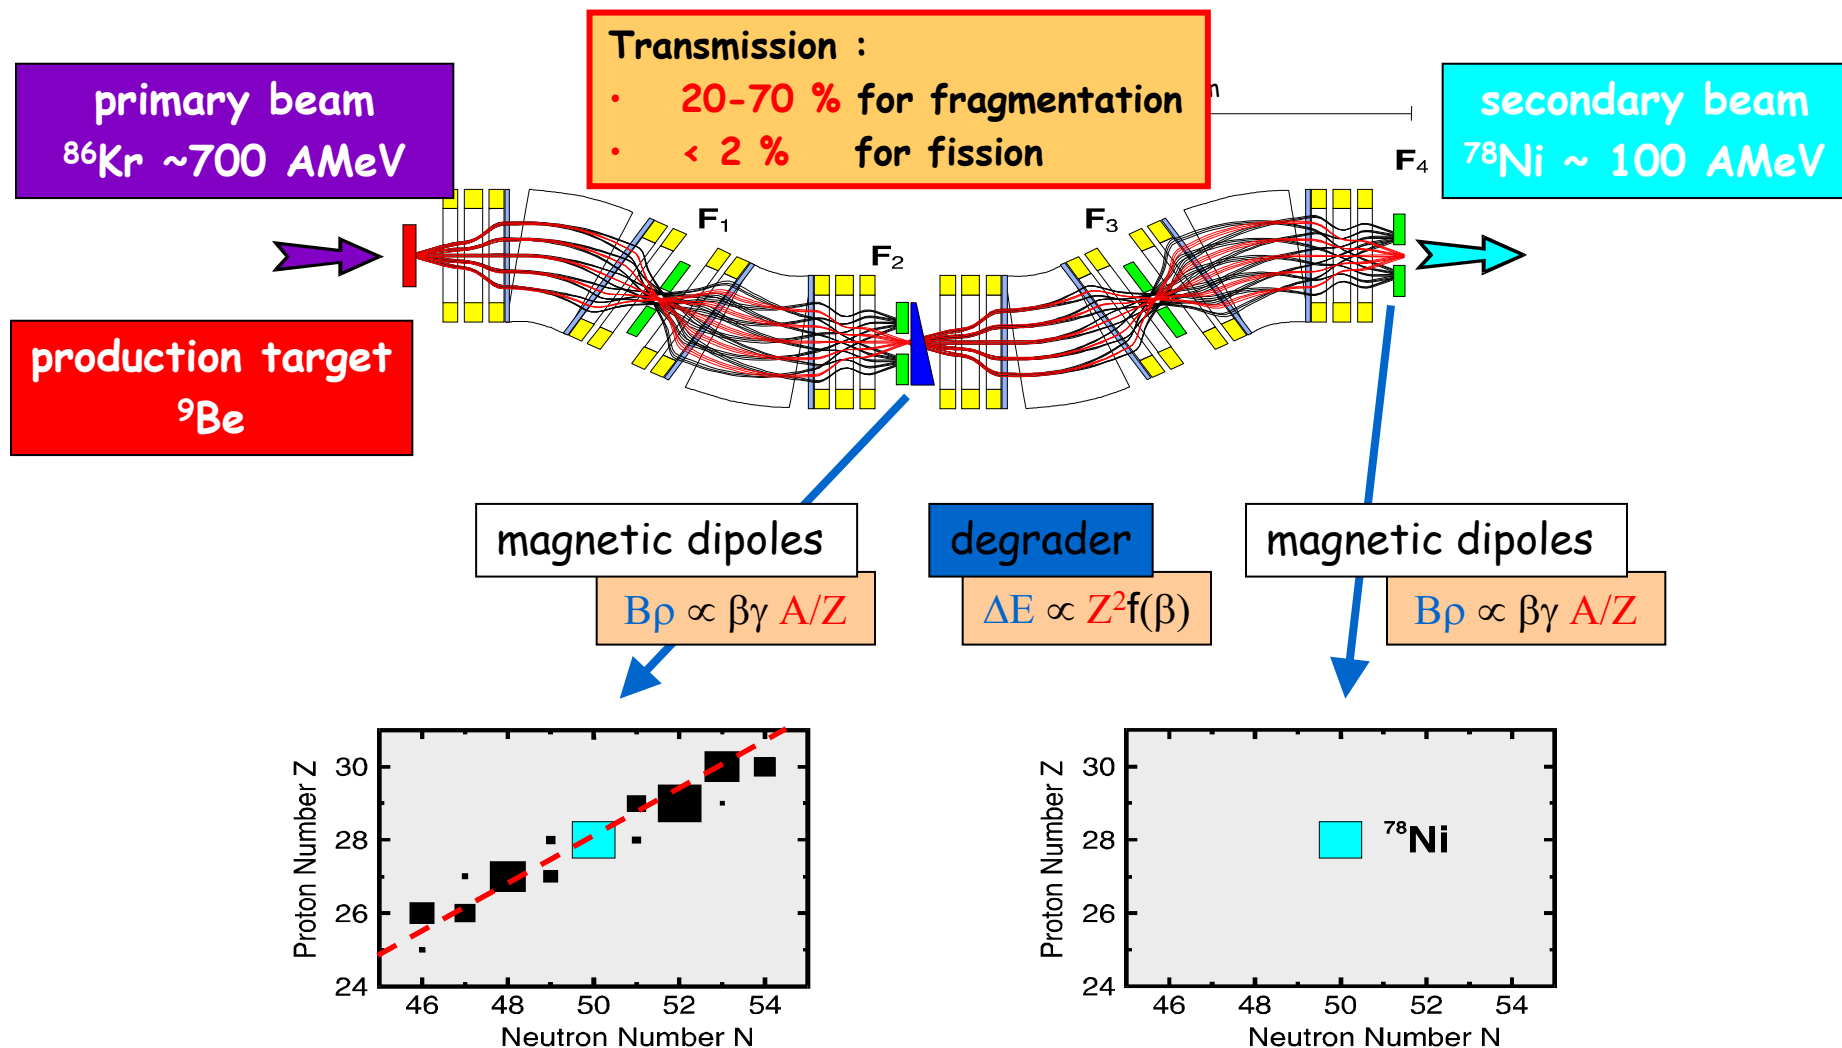 Transmission :
• 20-70 % for fragmentation
• < 2 % for fission
primary beam
⁸⁶Kr ~700 AMeV
secondary beam
⁷⁸Ni ~ 100 AMeV
F₁
F₂
F₃
F₄
production target
⁹Be
magnetic dipoles
Bρ ∝ βγ A/Z
degrader
ΔE ∝ Z²f(β)
magnetic dipoles
Bρ ∝ βγ A/Z
Proton Number Z
30
28
26
24
46 48 50 52 54
Neutron Number N
Proton Number Z
30
28
26
24
⁷⁸Ni
46 48 50 52 54
Neutron Number N